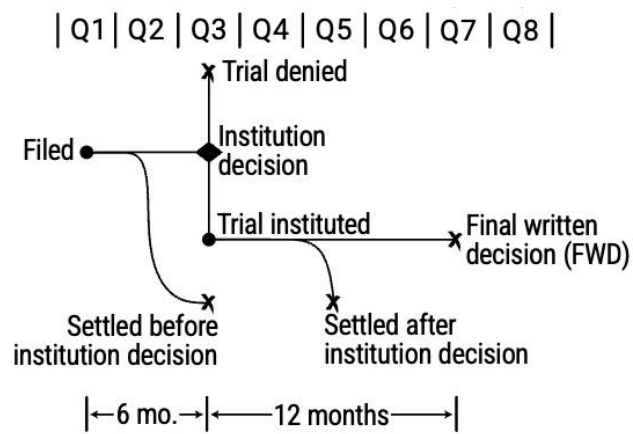 | Q1 | Q2 | Q3 | Q4 | Q5 | Q6 | Q7 | Q8 |
Trial denied
Filed
Institution
decision
Trial instituted
Final written
decision (FWD)
Settled before
institution decision
Settled after
institution decision
6 mo.
12 months